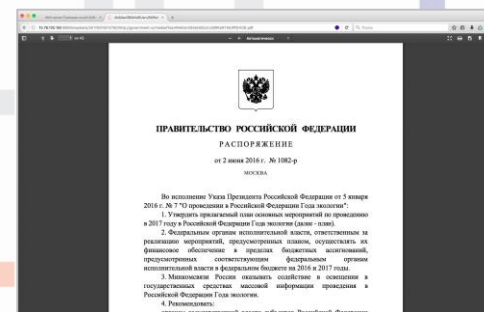 ПРАВИТЕЛЬСТВО РОССИЙСКОЙ ФЕДЕРАЦИИ
РАСПОРЯЖЕНИЕ
от 2 июня 2016 г. № 1082-р
МОСКВА
Во исполнение Указа Президента Российской Федерации от 5 января
2016 г. № 7 "О проведении в Российской Федерации Года экологии":
1. Утвердить прилагаемый план основных мероприятий по проведению
в 2017 году в Российской Федерации Года экологии (далее - план).
2. Федеральным органам исполнительной власти, ответственным за
реализацию мероприятий, предусмотренных планом, осуществлять их
финансовое обеспечение в пределах бюджетных ассигнований,
предусмотренных соответствующим федеральным органам
исполнительной власти в федеральном бюджете на 2016 и 2017 годы.
3. Минкомсвязи России оказывать содействие в освещении в
государственных средствах массовой информации проведения в
Российской Федерации Года экологии.
4. Рекомендовать: